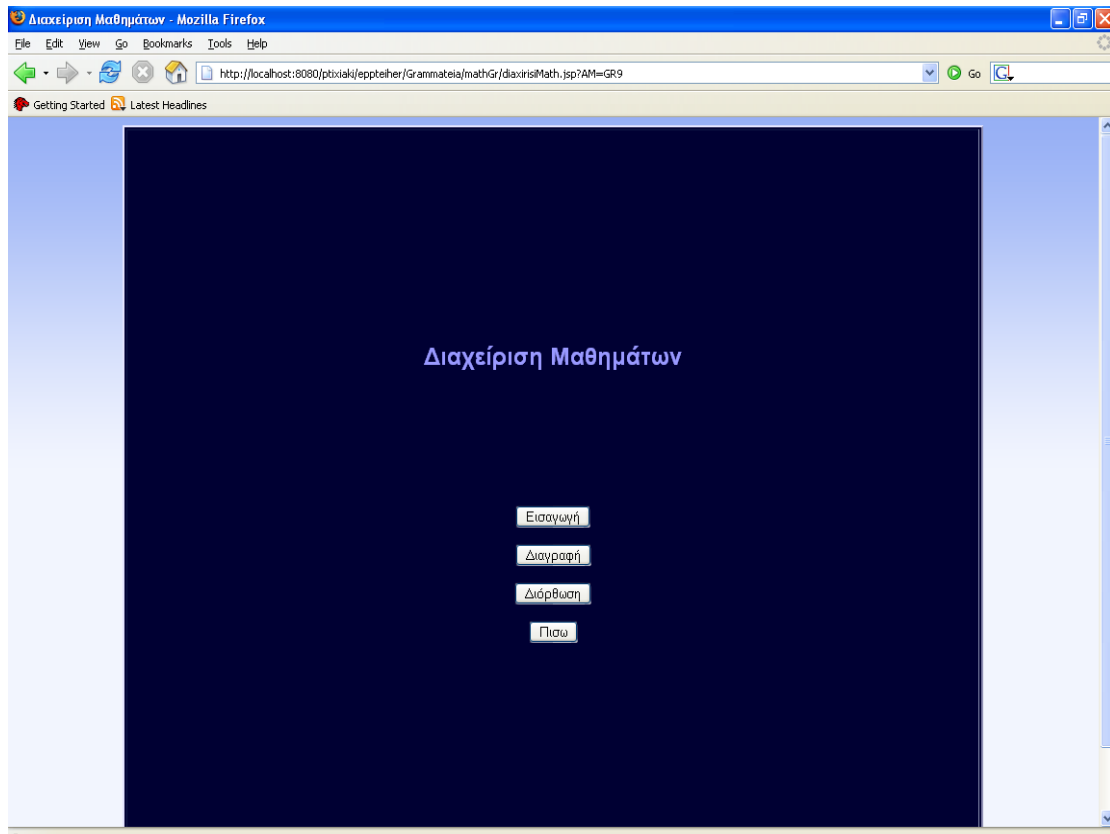 Διαχείριση Μαθημάτων - Mozilla Firefox
File Edit View Go Bookmarks Tools Help
http://localhost:8080/ptixiaki/eppteiher/Grammateia/mathGr/diaxirisiMath.jsp?AM=GR9 Go G
Getting Started Latest Headlines
Διαχείριση Μαθημάτων
Εισαγωγή
Διαγραφή
Διόρθωση
Πισω